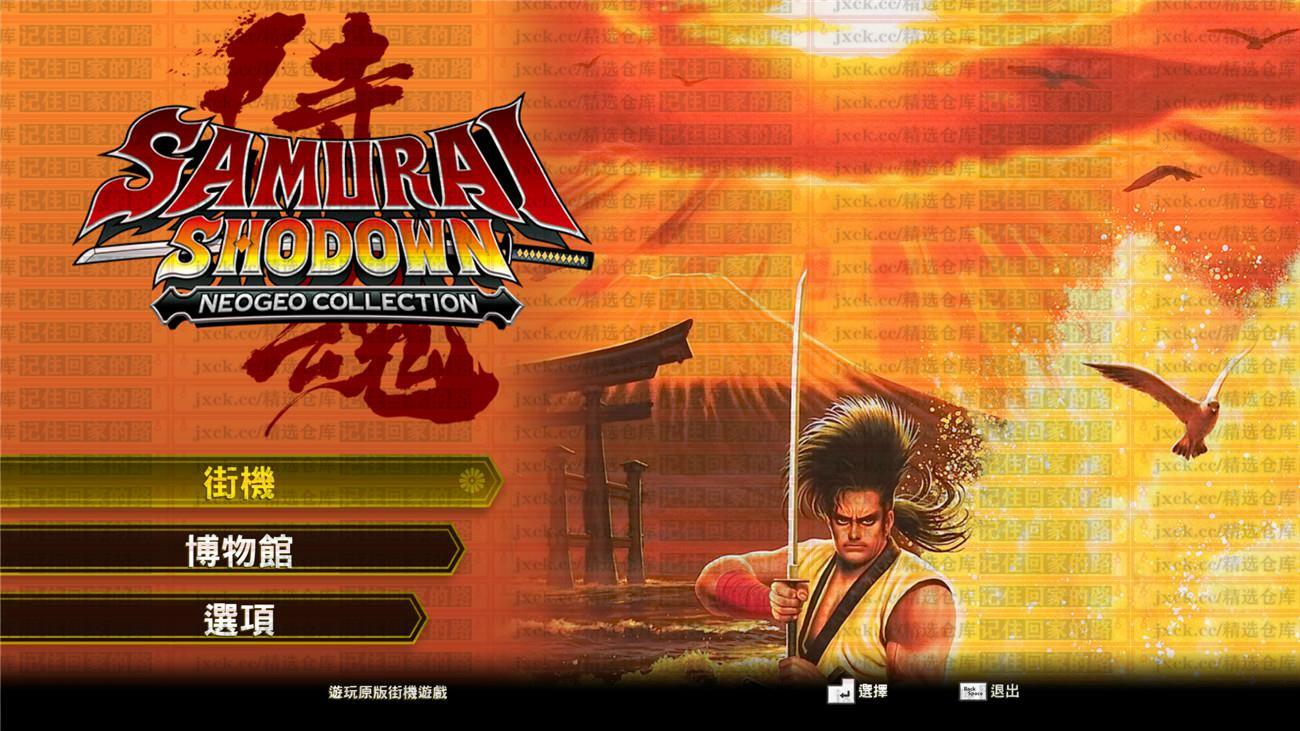 侍
SAMURAI
SHODOWN
NEOGEO COLLECTION
魂
街機
博物館
選項
遊玩原版街機遊戲
選擇
Back Space
退出
jxck.cc/精选仓库 记住回家的路